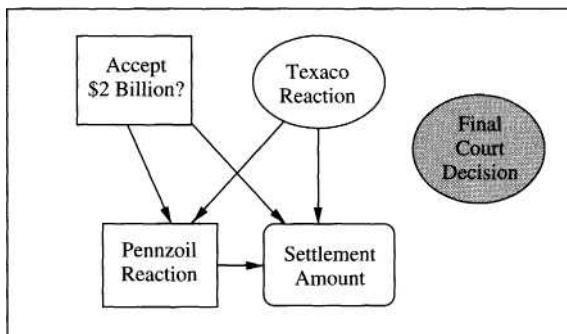 Accept
$2 Billion?
Texaco
Reaction
Final
Court
Decision
Pennzoil
Reaction
Settlement
Amount